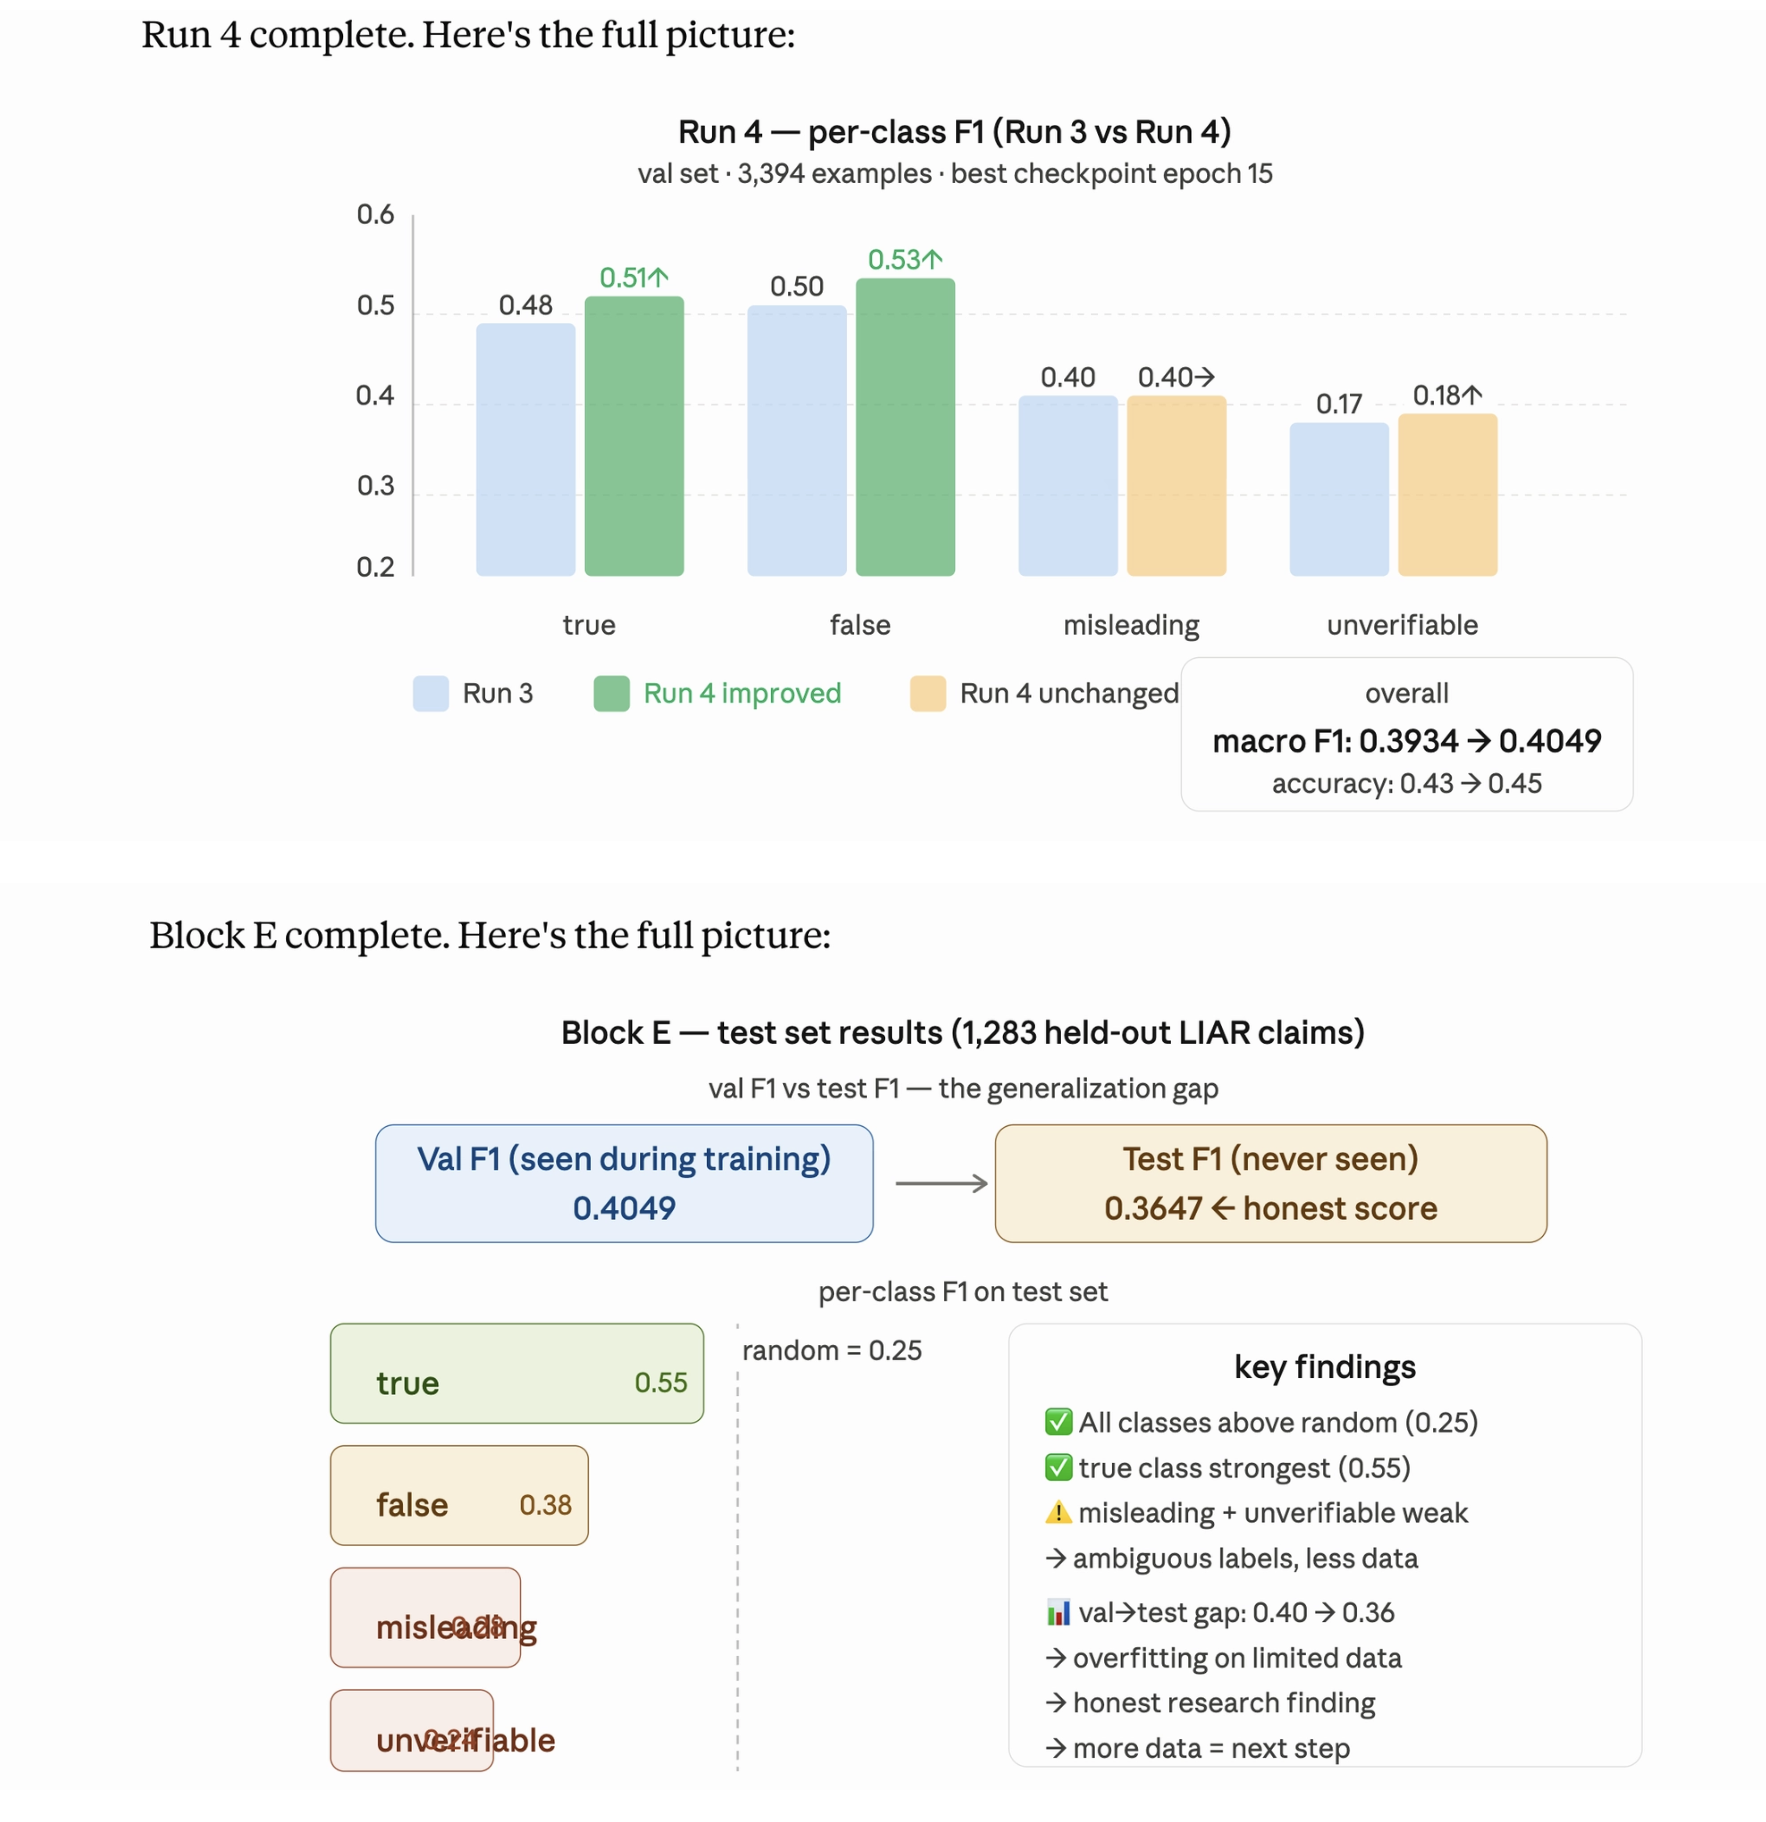 Run 4 complete. Here's the full picture:
Run 4 — per-class F1 (Run 3 vs Run 4)
val set · 3,394 examples · best checkpoint epoch 15
0.6
0.5
0.4
0.3
0.2
0.48
0.51↑
0.50
0.53↑
0.40
0.40→
0.17
0.18↑
true
false
misleading
unverifiable
Run 3
Run 4 improved
Run 4 unchanged
overall
macro F1: 0.3934 → 0.4049
accuracy: 0.43 → 0.45
Block E complete. Here's the full picture:
Block E — test set results (1,283 held-out LIAR claims)
val F1 vs test F1 — the generalization gap
Val F1 (seen during training)
0.4049
Test F1 (never seen)
0.3647 ← honest score
per-class F1 on test set
true 0.55
random = 0.25
false 0.38
misleading 0.28
unverifiable 0.24
key findings
✅ All classes above random (0.25)
✅ true class strongest (0.55)
⚠️ misleading + unverifiable weak
→ ambiguous labels, less data
📊 val→test gap: 0.40 → 0.36
→ overfitting on limited data
→ honest research finding
→ more data = next step